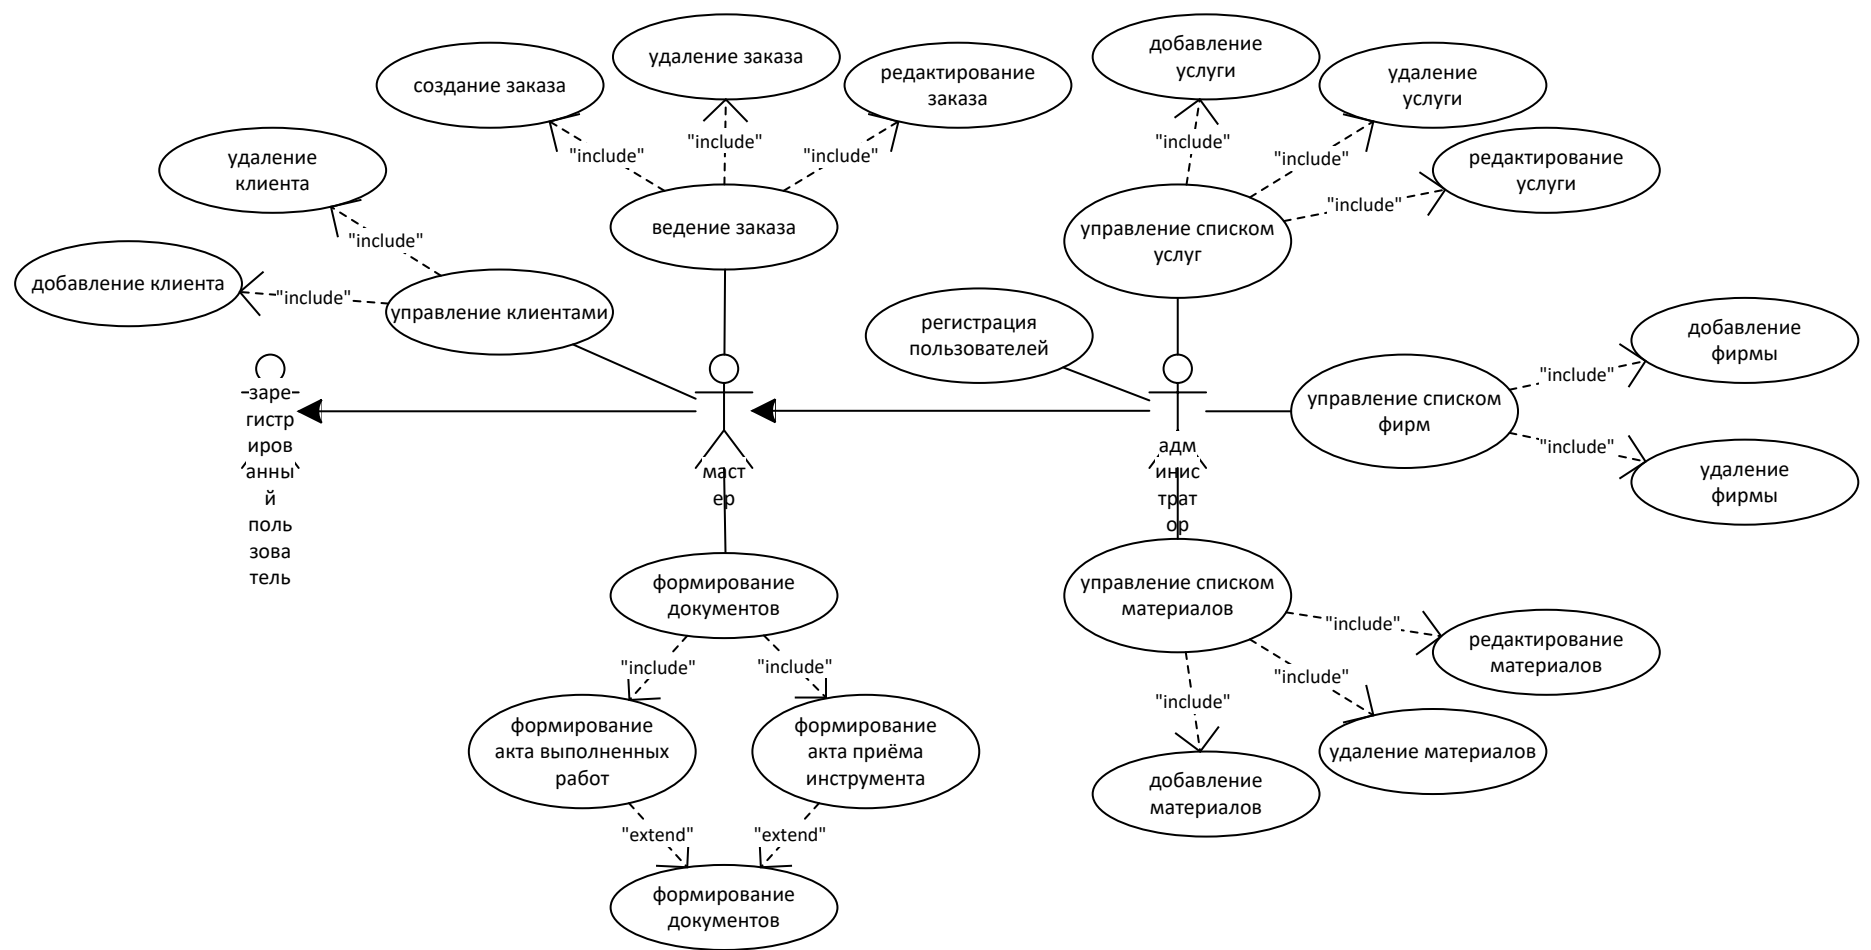 удаление заказа
создание заказа
редактирование
заказа
добавление
услуги
удаление
услуги
"include"
"include"
"include"
"include"
"include"
удаление
клиента
редактирование
услуги
"include"
ведение заказа
управление списком
услуг
"include"
добавление клиента
"include"
управление клиентами
регистрация
пользователей
добавление
фирмы
"include"
управление списком
фирм
"include"
удаление
фирмы
заре
гистр
иров
анны
й
поль
зова
тель
маст
ер
адм
инис
трат
ор
формирование
документов
управление списком
материалов
"include"
редактирование
материалов
"include"
"include"
"include"
"include"
формирование
акта выполненных
работ
формирование
акта приёма
инструмента
удаление материалов
добавление
материалов
"extend"
"extend"
формирование
документов